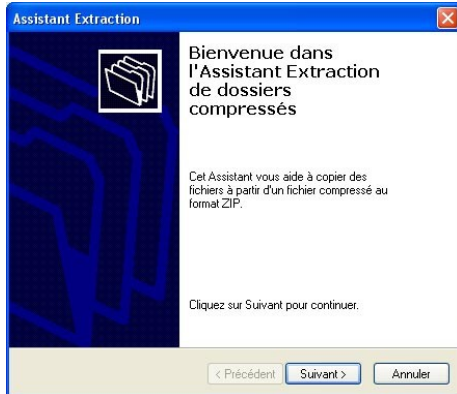 Assistant Extraction
Bienvenue dans
l'Assistant Extraction
de dossiers
compressés
Cet Assistant vous aide à copier des
fichiers à partir d'un fichier compressé au
format ZIP.
Cliquez sur Suivant pour continuer.
< Précédent Suivant > Annuler